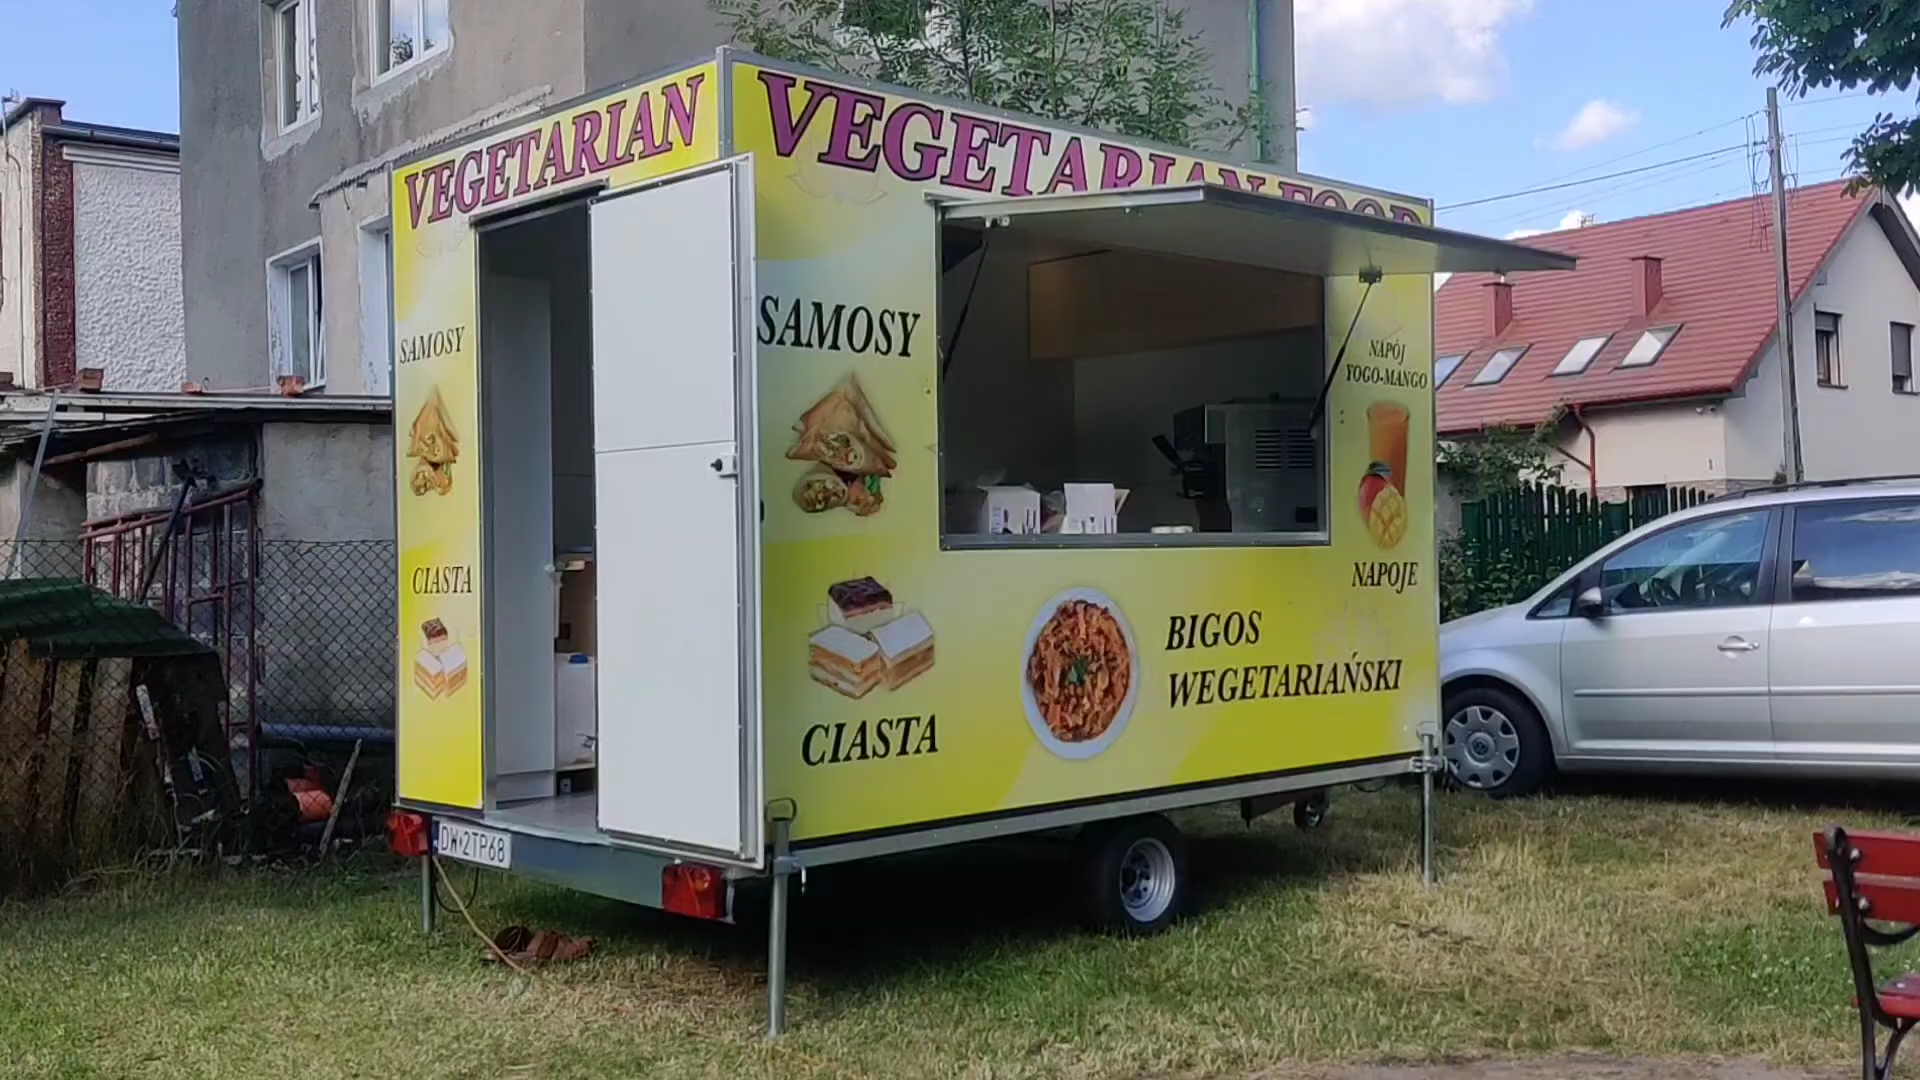 VEGETARIAN
SAMOSY
CIASTA
DW 2TP68
VEGETARIAN FOOD
SAMOSY
CIASTA
BIGOS
WEGETARIAŃSKI
NAPÓJ
YOGO-MANGO
NAPOJE